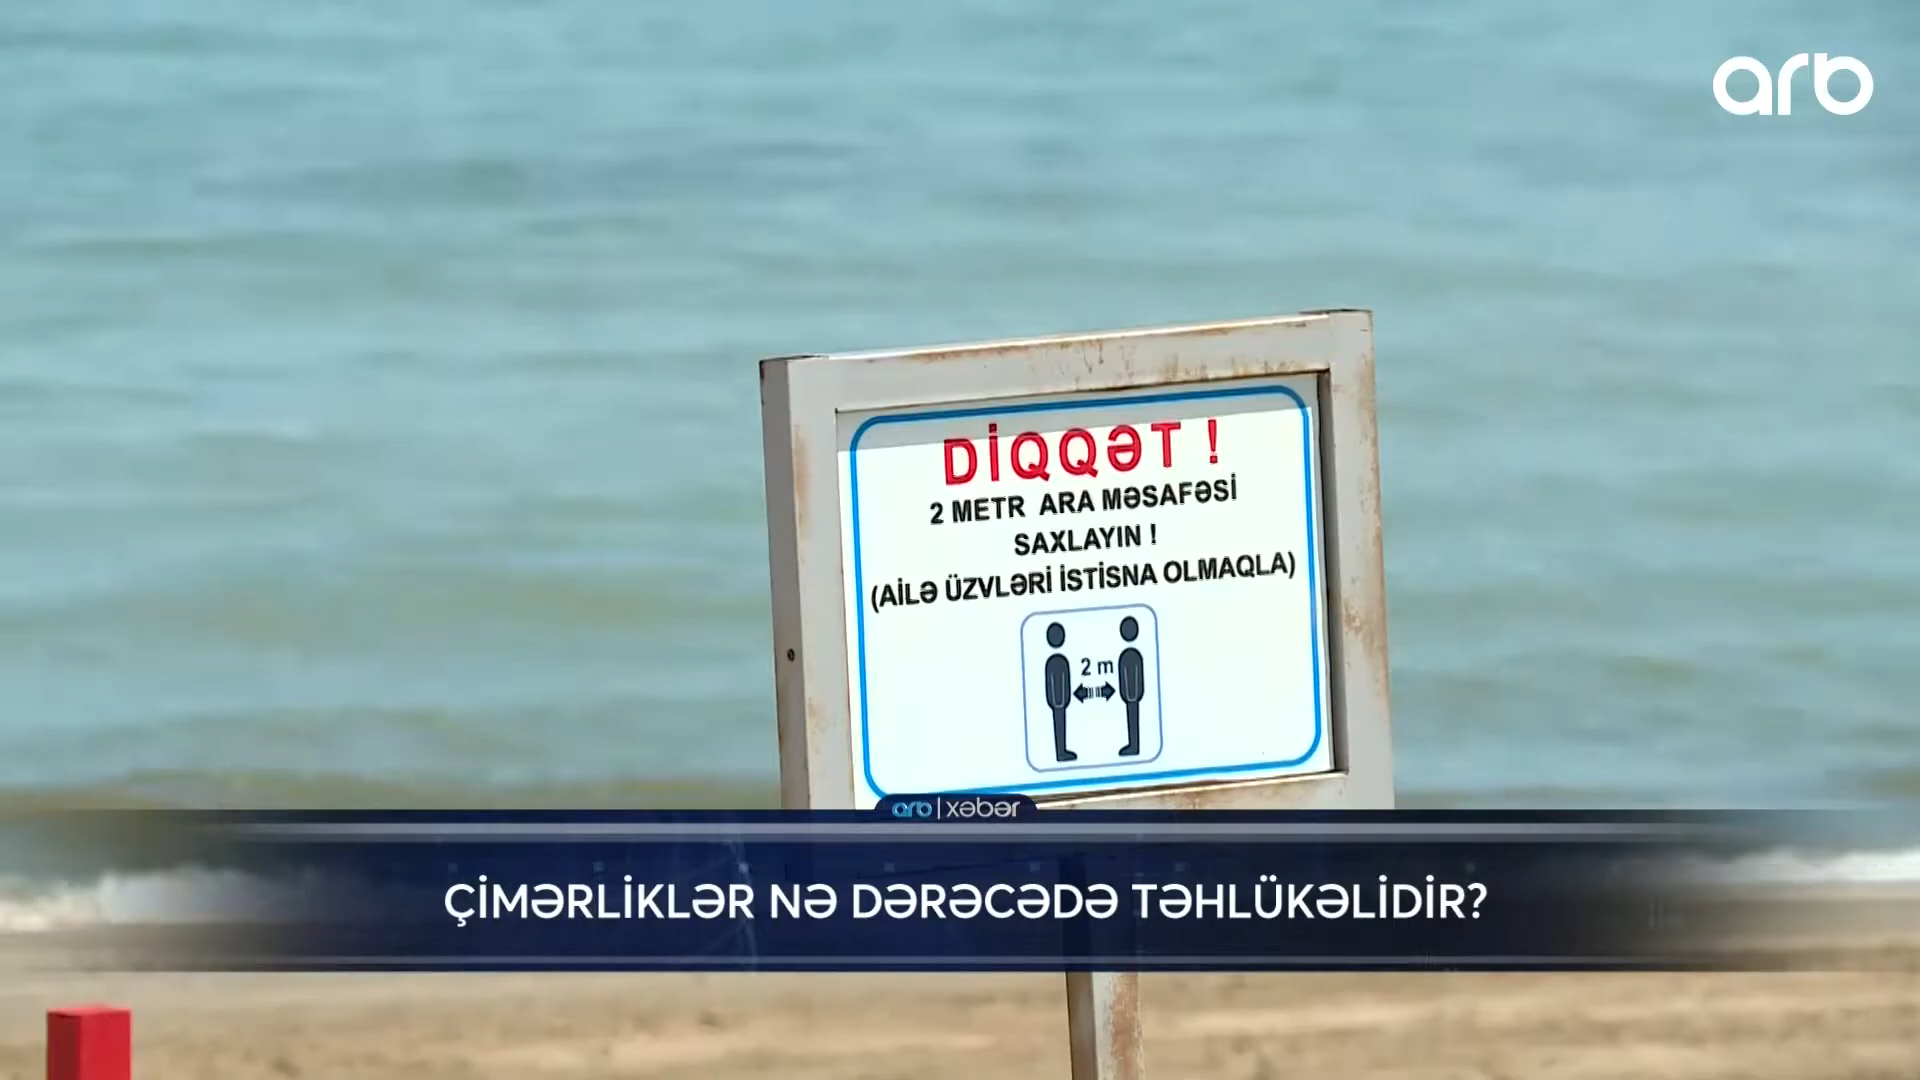 arb
DİQQƏT !
2 METR ARA MƏSAFƏSİ
SAXLAYIN !
(AİLƏ ÜZVLƏRİ İSTİSNA OLMAQLA)
2 m
arb | xəbər
ÇİMƏRLİKLƏR NƏ DƏRƏCƏDƏ TƏHLÜKƏLİDİR?